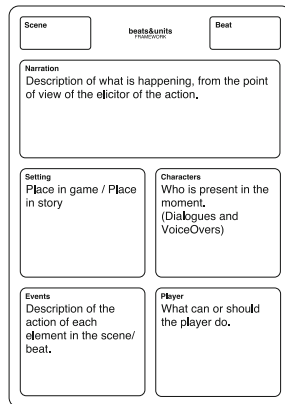 Scene
beats&units
FRAMEWORK
Beat
Narration
Description of what is happening, from the point
of view of the elicitor of the action.
Setting
Place in game / Place
in story
Characters
Who is present in the
moment.
(Dialogues and
VoiceOvers)
Events
Description of the
action of each
element in the scene/
beat.
Player
What can or should
the player do.